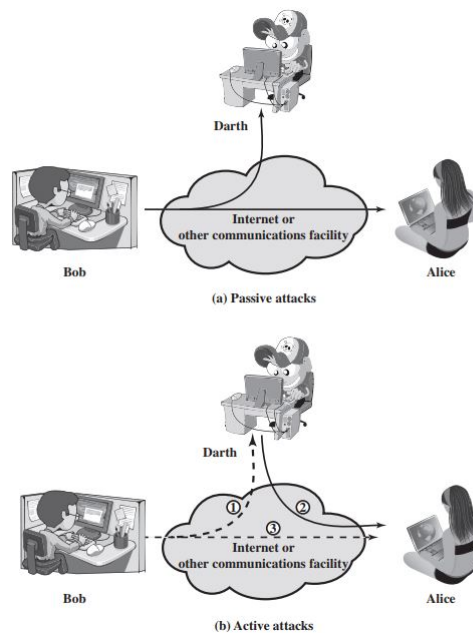 Darth
Internet or
other communications facility
Bob
Alice
(a) Passive attacks
Darth
1
2
3
Internet or
other communications facility
Bob
Alice
(b) Active attacks